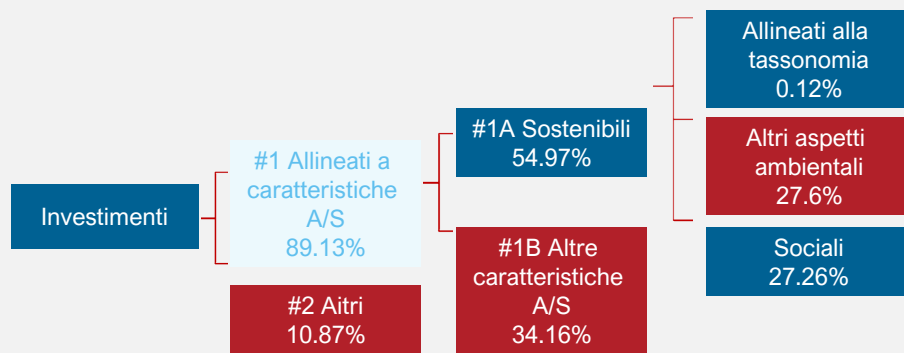 Investimenti
#1 Allineati a
caratteristiche
A/S
89.13%
#2 Aitri
10.87%
#1A Sostenibili
54.97%
#1B Altre
caratteristiche
A/S
34.16%
Allineati alla
tassonomia
0.12%
Altri aspetti
ambientali
27.6%
Sociali
27.26%